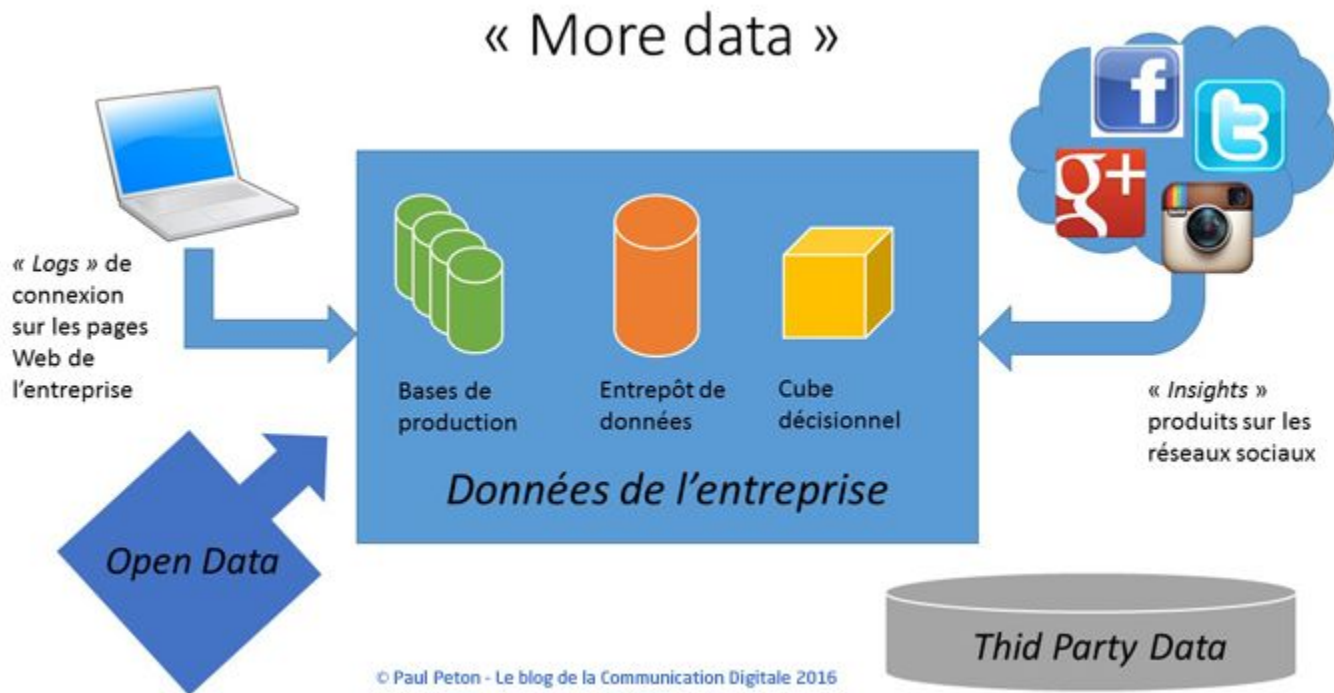 « More data »
« Logs » de
connexion
sur les pages
Web de
l’entreprise
Bases de
production
Entrepôt de
données
Cube
décisionnel
Données de l’entreprise
f
t
g+
« Insights »
produits sur les
réseaux sociaux
Open Data
Thid Party Data
© Paul Peton - Le blog de la Communication Digitale 2016